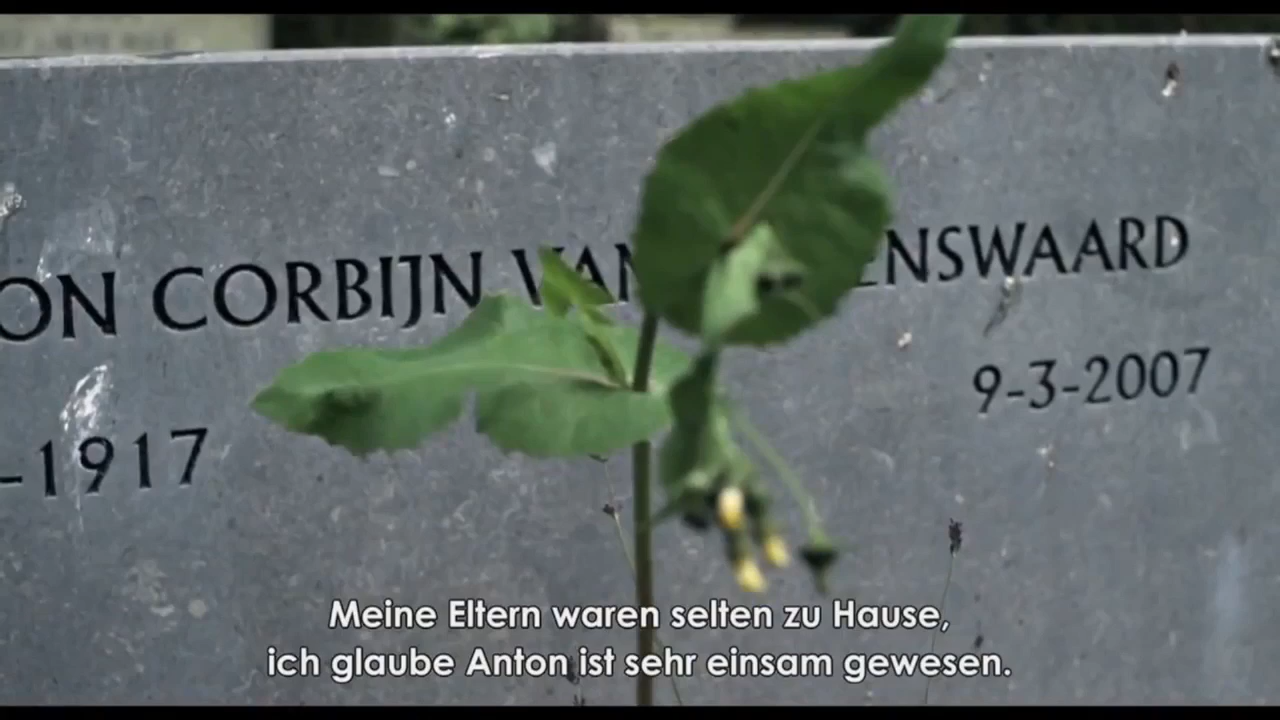 ON CORBIJN VAN ENSWAARD
-1917
9-3-2007
Meine Eltern waren selten zu Hause,
ich glaube Anton ist sehr einsam gewesen.